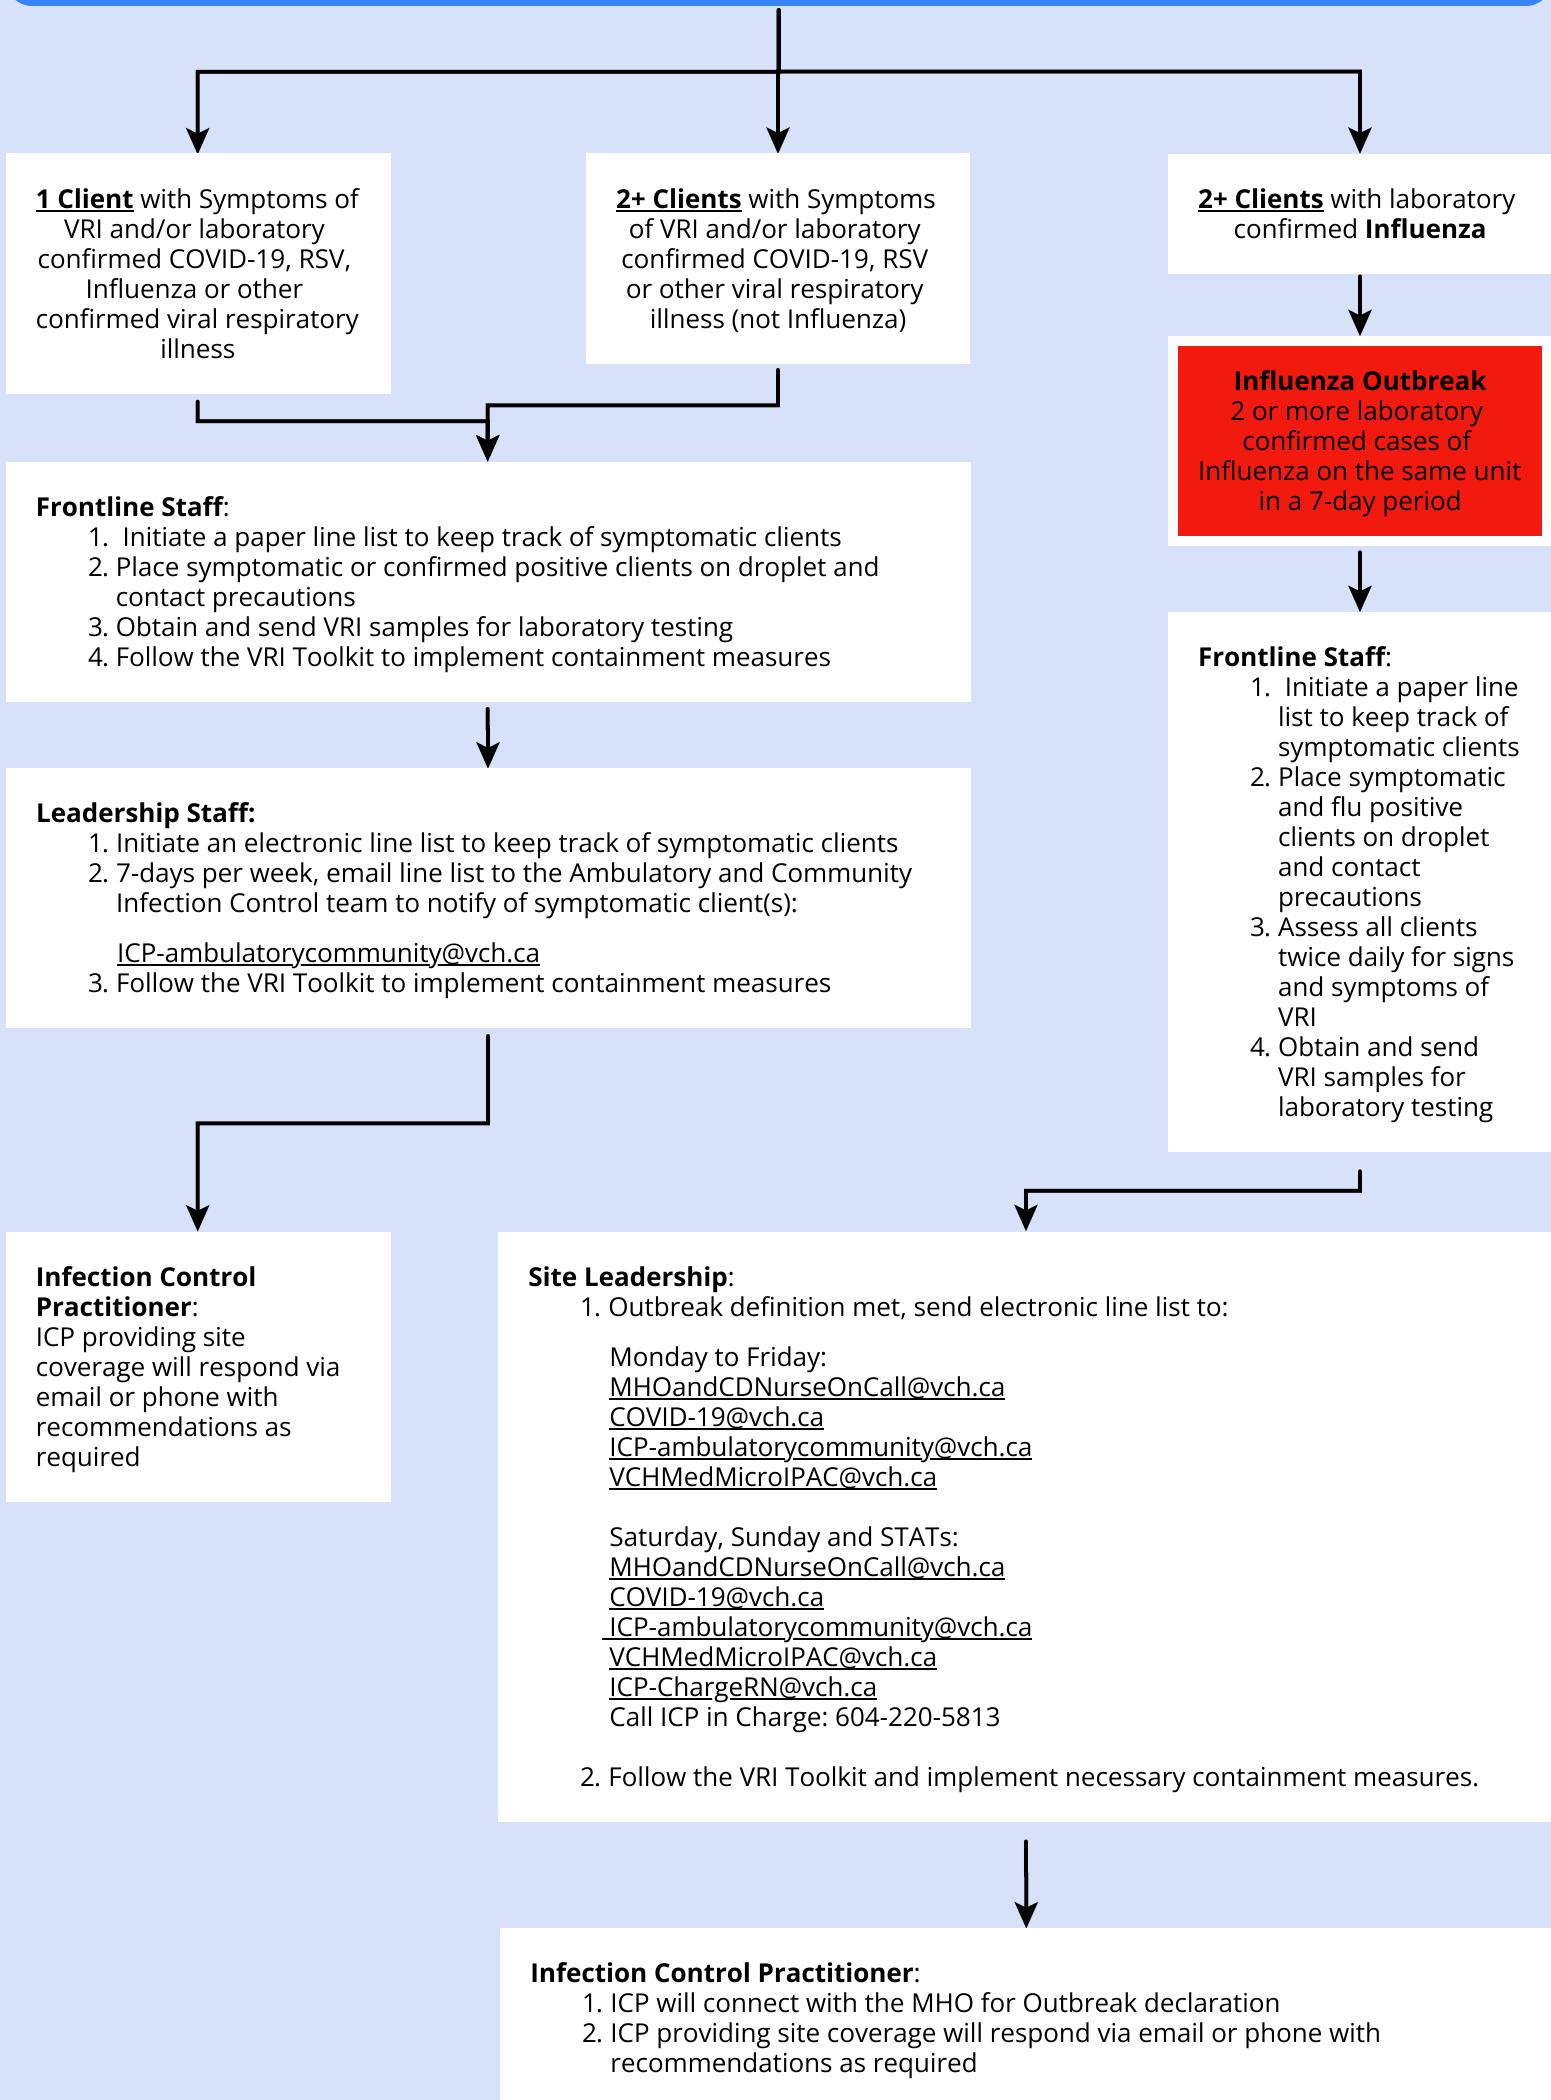 1 Client with Symptoms of
VRI and/or laboratory
confirmed COVID-19, RSV,
Influenza or other
confirmed viral respiratory
illness
2+ Clients with Symptoms
of VRI and/or laboratory
confirmed COVID-19, RSV
or other viral respiratory
illness (not Influenza)
2+ Clients with laboratory
confirmed Influenza
Influenza Outbreak
2 or more laboratory
confirmed cases of
Influenza on the same unit
in a 7-day period
Frontline Staff:
1. Initiate a paper line list to keep track of symptomatic clients
2. Place symptomatic or confirmed positive clients on droplet and
contact precautions
3. Obtain and send VRI samples for laboratory testing
4. Follow the VRI Toolkit to implement containment measures
Leadership Staff:
1. Initiate an electronic line list to keep track of symptomatic clients
2. 7-days per week, email line list to the Ambulatory and Community
Infection Control team to notify of symptomatic client(s):
ICP-ambulatorycommunity@vch.ca
3. Follow the VRI Toolkit to implement containment measures
Frontline Staff:
1. Initiate a paper line
list to keep track of
symptomatic clients
2. Place symptomatic
and flu positive
clients on droplet
and contact
precautions
3. Assess all clients
twice daily for signs
and symptoms of
VRI
4. Obtain and send
VRI samples for
laboratory testing
Infection Control
Practitioner:
ICP providing site
coverage will respond via
email or phone with
recommendations as
required
Site Leadership:
1. Outbreak definition met, send electronic line list to:
Monday to Friday:
MHOandCDNurseOnCall@vch.ca
COVID-19@vch.ca
ICP-ambulatorycommunity@vch.ca
VCHMedMicroIPAC@vch.ca
Saturday, Sunday and STATs:
MHOandCDNurseOnCall@vch.ca
COVID-19@vch.ca
ICP-ambulatorycommunity@vch.ca
VCHMedMicroIPAC@vch.ca
ICP-ChargeRN@vch.ca
Call ICP in Charge: 604-220-5813
2. Follow the VRI Toolkit and implement necessary containment measures.
Infection Control Practitioner:
1. ICP will connect with the MHO for Outbreak declaration
2. ICP providing site coverage will respond via email or phone with
recommendations as required